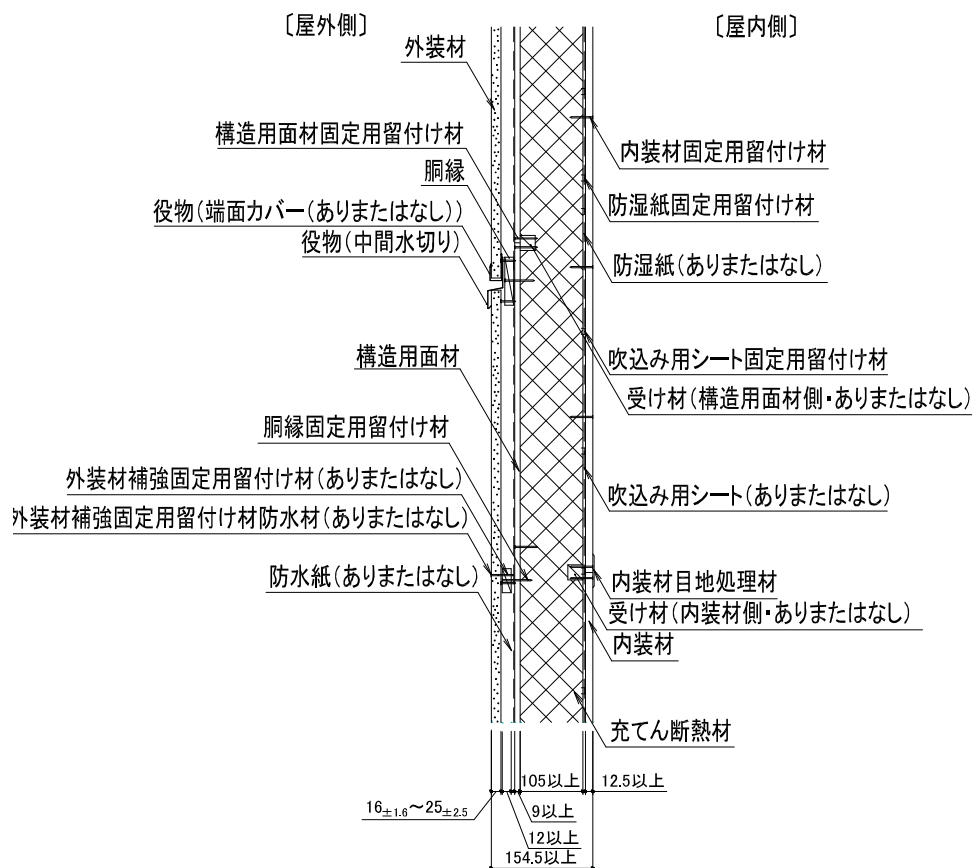 〔屋外側〕
〔屋内側〕
外装材
構造用面材固定用留付け材
胴縁
役物(端面カバー(ありまたはなし))
役物(中間水切り)
構造用面材
胴縁固定用留付け材
外装材補強固定用留付け材(ありまたはなし)
外装材補強固定用留付け材防水材(ありまたはなし)
防水紙(ありまたはなし)
内装材固定用留付け材
防湿紙固定用留付け材
防湿紙(ありまたはなし)
吹込み用シート固定用留付け材
受け材(構造用面材側・ありまたはなし)
吹込み用シート(ありまたはなし)
内装材目地処理材
受け材(内装材側・ありまたはなし)
内装材
充てん断熱材
105以上
12.5以上
16±1.6〜25±2.5
9以上
12以上
154.5以上